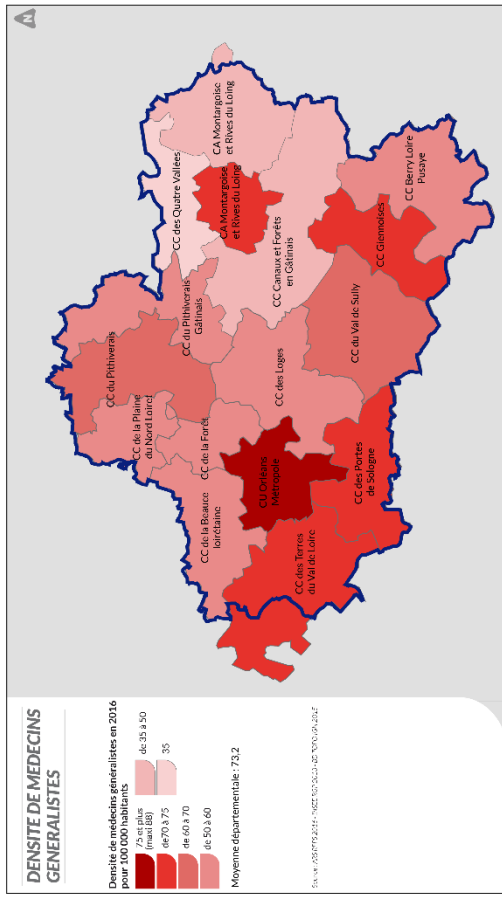 DENSITE DE MEDECINS
GENERALISTES
Densité de médecins généralistes en 2016
pour 100 000 habitants
75 et plus
(maxi 88)
de 70 à 75
de 60 à 70
de 50 à 60
de 35 à 50
35
Moyenne départementale : 73,2
N
CC du Pithiverais
CC de la Plaine
du Nord Loiret
CC du Pithiverais
Gâtinais
CC des Quatre Vallées
CA Montargoise
et Rives du Loing
CA Montargoise
et Rives du Loing
CC de la Beauce
loirétaine
CC de la Forêt
CC des Loges
CC Canaux et Forêts
en Gâtinais
CU Orléans
Métropole
CC des Terres
du Val de Loire
CC des Portes
de Sologne
CC du Val de Sully
CC Giennoises
CC Berry Loire
Puisaye